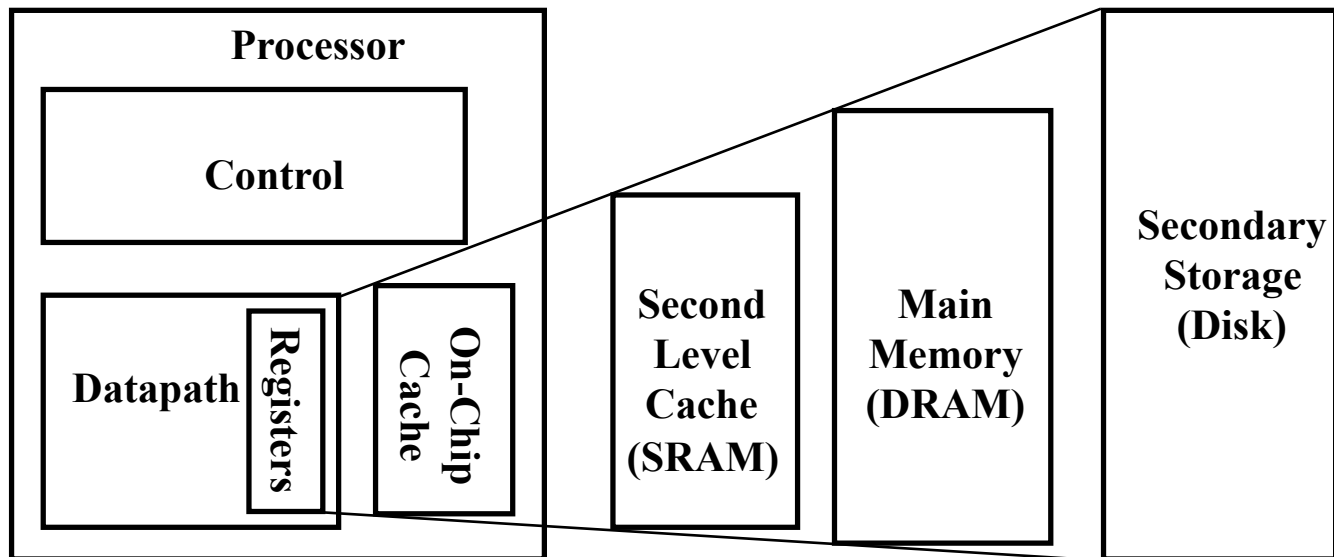 Processor
Control
Datapath
Registers
On-Chip
Cache
Second
Level
Cache
(SRAM)
Main
Memory
(DRAM)
Secondary
Storage
(Disk)